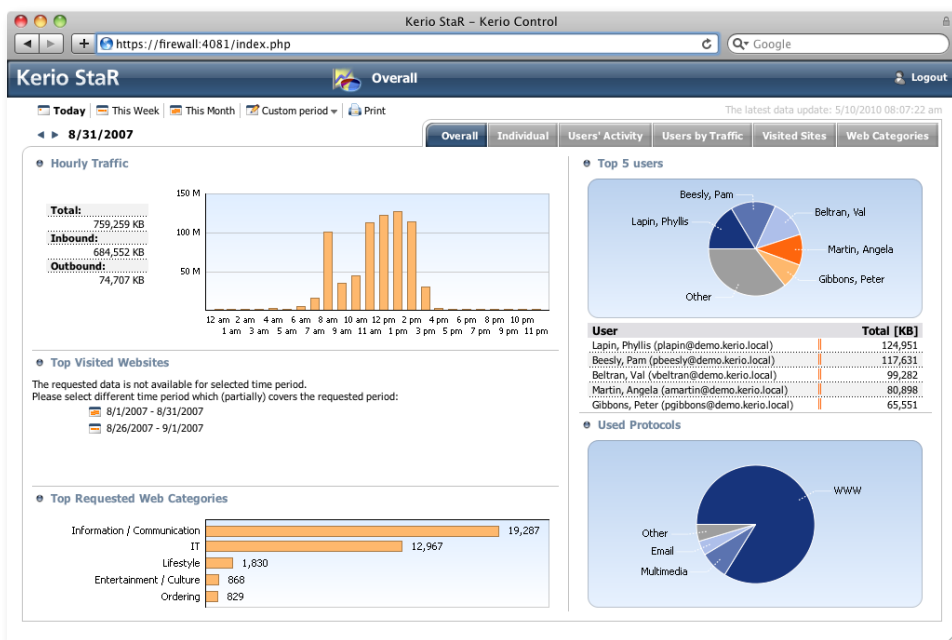 Kerio StaR – Kerio Control
https://firewall:4081/index.php
Google
Kerio StaR
Overall
Logout
Today
This Week
This Month
Custom period
Print
The latest data update: 5/10/2010 08:07:22 am
8/31/2007
Overall
Individual
Users' Activity
Users by Traffic
Visited Sites
Web Categories
Hourly Traffic
Total:
759,259 KB
Inbound:
684,552 KB
Outbound:
74,707 KB
150 M
100 M
50 M
12 am 2 am 4 am 6 am 8 am 10 am 12 pm 2 pm 4 pm 6 pm 8 pm 10 pm
1 am 3 am 5 am 7 am 9 am 11 am 1 pm 3 pm 5 pm 7 pm 9 pm 11 pm
Top Visited Websites
The requested data is not available for selected time period.
Please select different time period which (partially) covers the requested period:
8/1/2007 - 8/31/2007
8/26/2007 - 9/1/2007
Top Requested Web Categories
Information / Communication 19,287
IT 12,967
Lifestyle 1,830
Entertainment / Culture 868
Ordering 829
Top 5 users
Beesly, Pam
Beltran, Val
Lapin, Phyllis
Martin, Angela
Gibbons, Peter
Other
User Total [KB]
Lapin, Phyllis (plapin@demo.kerio.local) 124,951
Beesly, Pam (pbeesly@demo.kerio.local) 117,631
Beltran, Val (vbeltran@demo.kerio.local) 99,282
Martin, Angela (amartin@demo.kerio.local) 80,898
Gibbons, Peter (pgibbons@demo.kerio.local) 65,551
Used Protocols
WWW
Other
Email
Multimedia